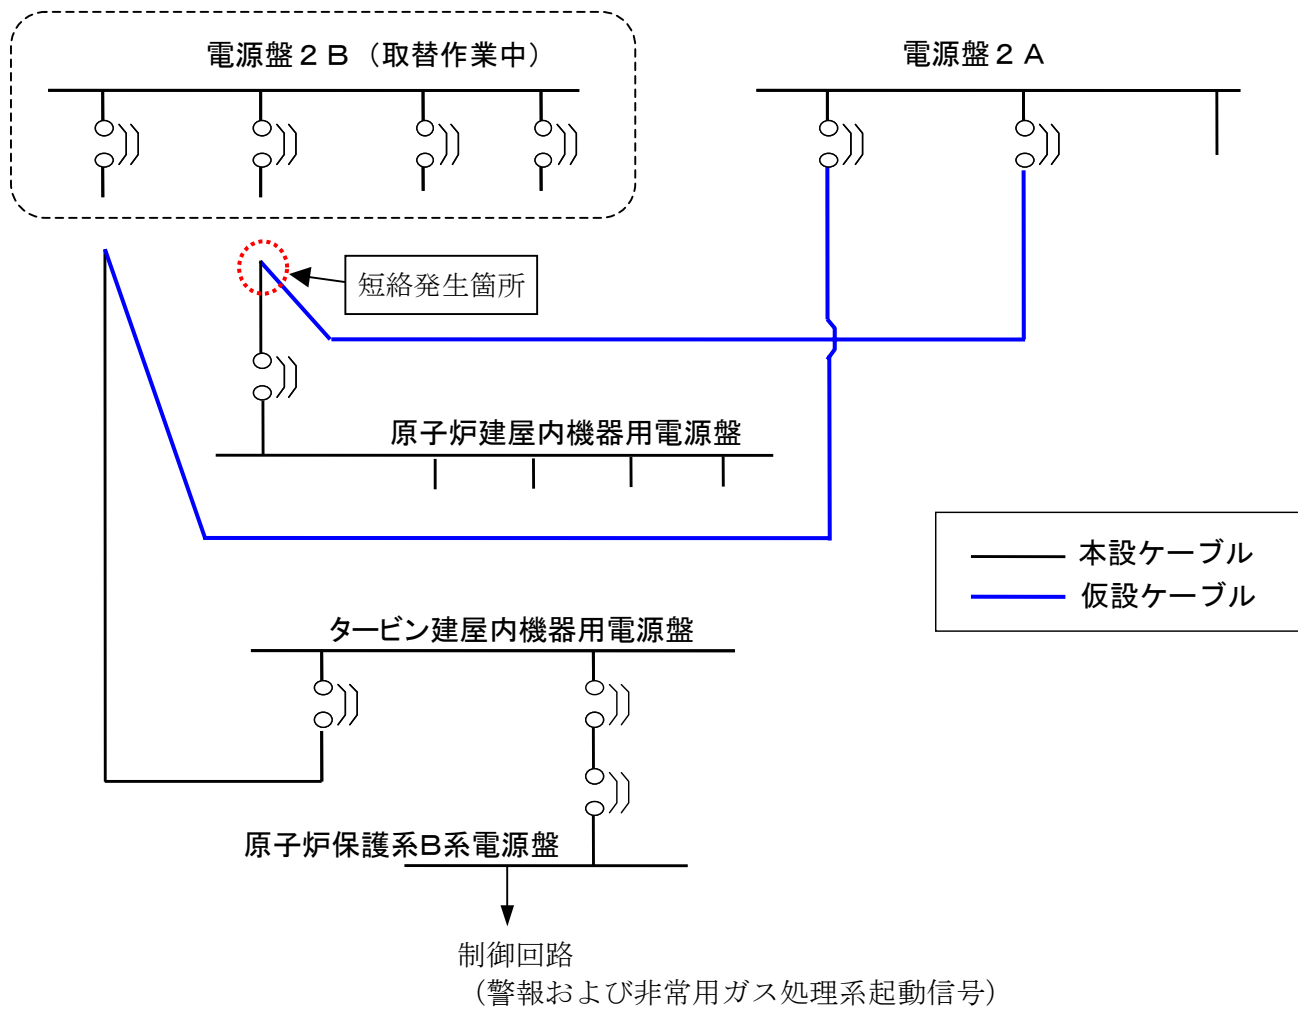 電源盤２Ｂ（取替作業中）
電源盤２Ａ
短絡発生箇所
原子炉建屋内機器用電源盤
本設ケーブル
仮設ケーブル
タービン建屋内機器用電源盤
原子炉保護系B系電源盤
制御回路
（警報および非常用ガス処理系起動信号）